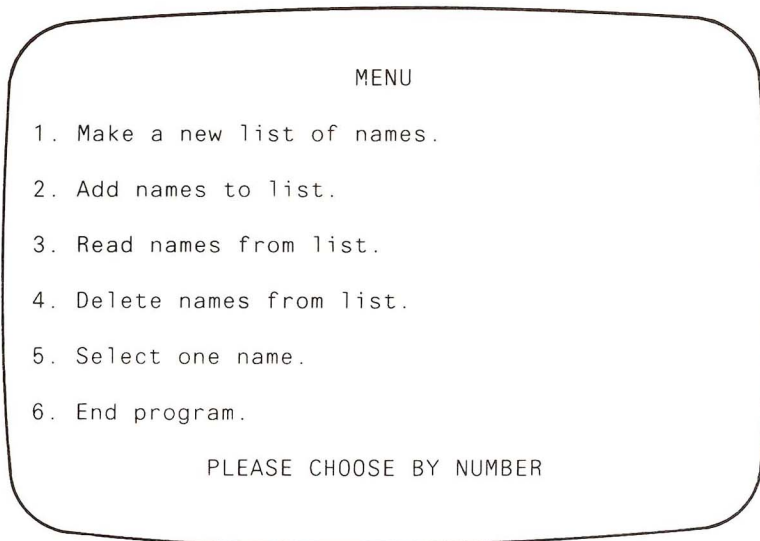 MENU
1. Make a new list of names.
2. Add names to list.
3. Read names from list.
4. Delete names from list.
5. Select one name.
6. End program.
PLEASE CHOOSE BY NUMBER